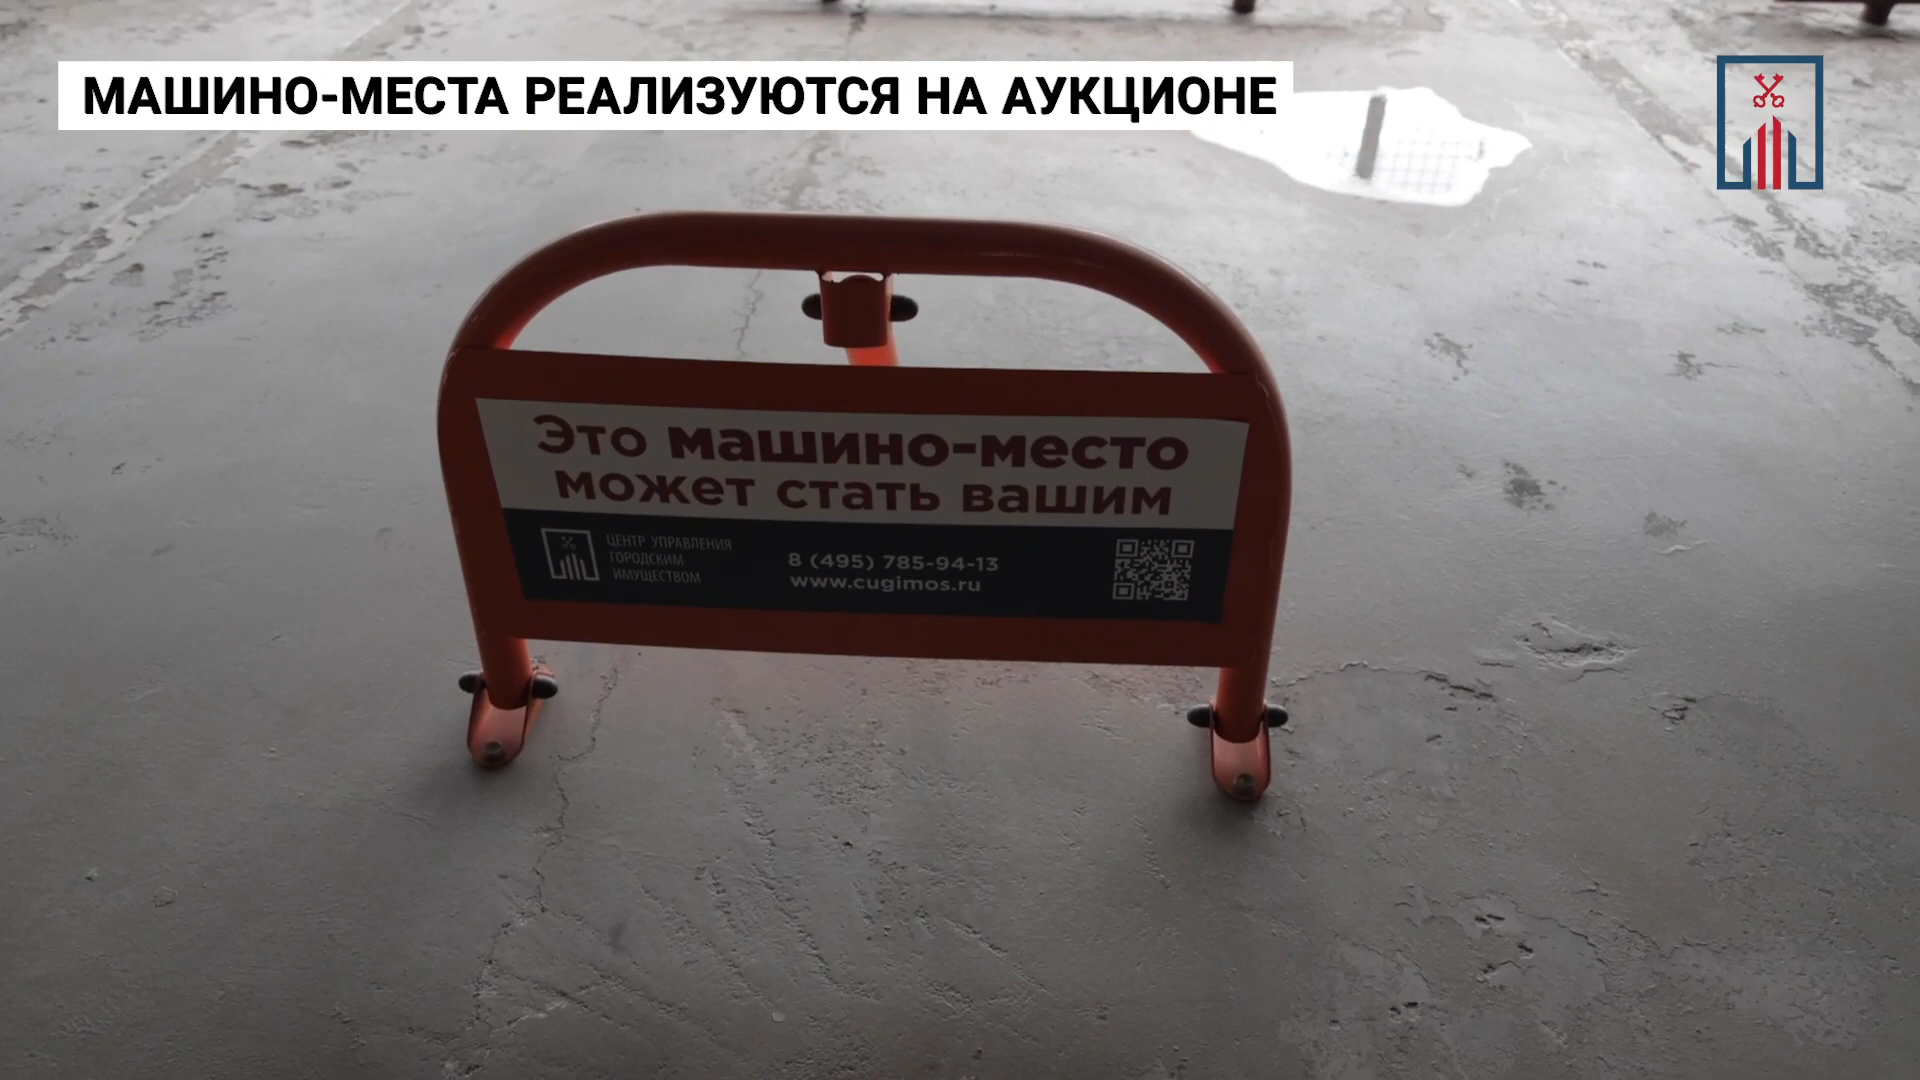 МАШИНО-МЕСТА РЕАЛИЗУЮТСЯ НА АУКЦИОНЕ
Это машино-место
может стать вашим
ЦЕНТР УПРАВЛЕНИЯ
ГОРОДСКИМ
ИМУЩЕСТВОМ
8 (495) 785-94-13
www.cugimos.ru